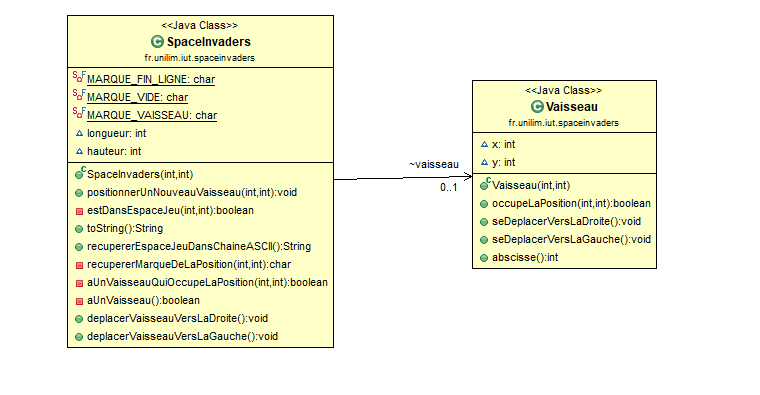 <<Java Class>>
SpaceInvaders
fr.unilim.iut.spaceinvaders
MARQUE_FIN_LIGNE: char
MARQUE_VIDE: char
MARQUE_VAISSEAU: char
longueur: int
hauteur: int
SpaceInvaders(int,int)
positionnerUnNouveauVaisseau(int,int):void
estDansEspaceJeu(int,int):boolean
toString():String
recupererEspaceJeuDansChaineASCII():String
recupererMarqueDeLaPosition(int,int):char
aUnVaisseauQuiOccupeLaPosition(int,int):boolean
aUnVaisseau():boolean
deplacerVaisseauVersLaDroite():void
deplacerVaisseauVersLaGauche():void
~vaisseau
0..1
<<Java Class>>
Vaisseau
fr.unilim.iut.spaceinvaders
x: int
y: int
Vaisseau(int,int)
occupeLaPosition(int,int):boolean
seDeplacerVersLaDroite():void
seDeplacerVersLaGauche():void
abscisse():int